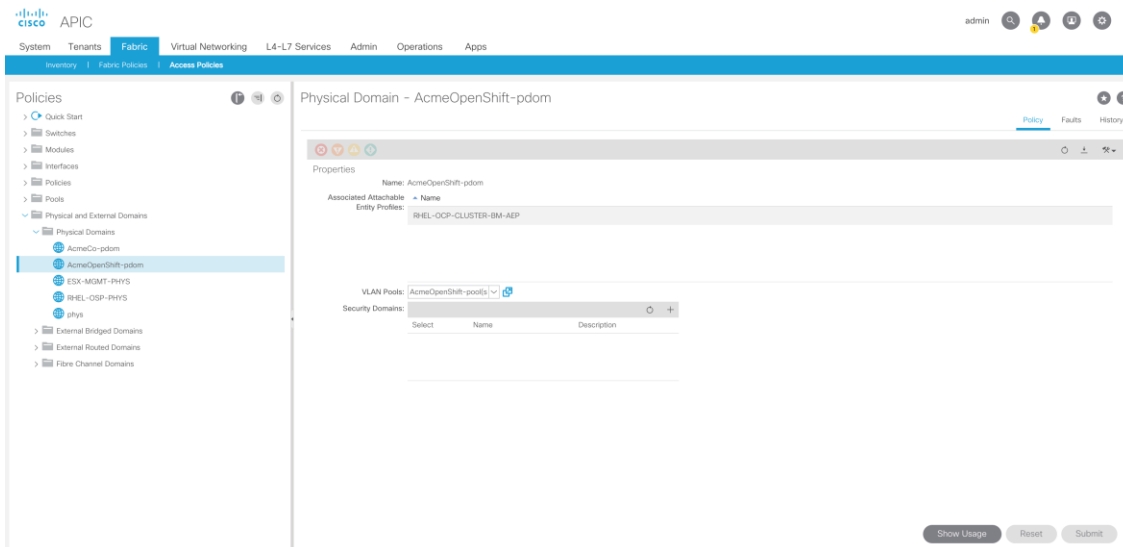 cisco APIC
admin
1
System Tenants Fabric Virtual Networking L4-L7 Services Admin Operations Apps
Inventory | Fabric Policies | Access Policies
Policies
Quick Start
Switches
Modules
Interfaces
Policies
Pools
Physical and External Domains
Physical Domains
AcmeCo-pdom
AcmeOpenShift-pdom
ESX-MGMT-PHYS
RHEL-OSP-PHYS
phys
External Bridged Domains
External Routed Domains
Fibre Channel Domains
Physical Domain - AcmeOpenShift-pdom
Policy Faults History
Properties
Name: AcmeOpenShift-pdom
Associated Attachable
Entity Profiles:
Name
RHEL-OCP-CLUSTER-BM-AEP
VLAN Pools: AcmeOpenShift-pool(s
Security Domains:
Select Name Description
Show Usage Reset Submit